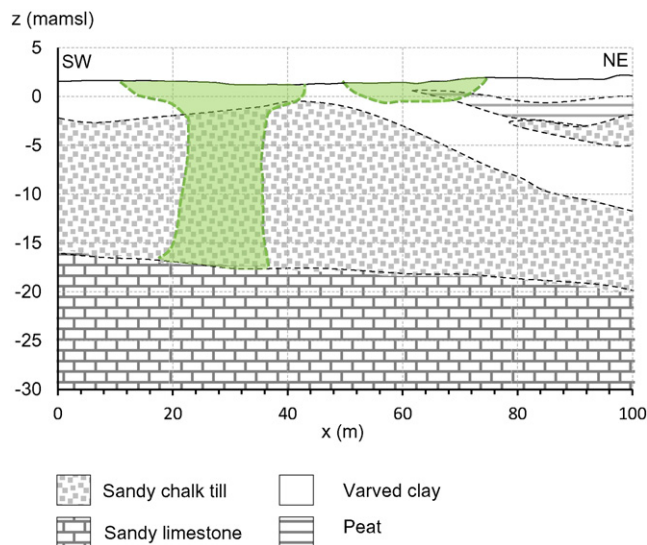 z (mamsl)
5
SW
NE
0
-5
-10
-15
-20
-25
-30
0
20
40
60
80
100
x (m)
Sandy chalk till
Varved clay
Sandy limestone
Peat